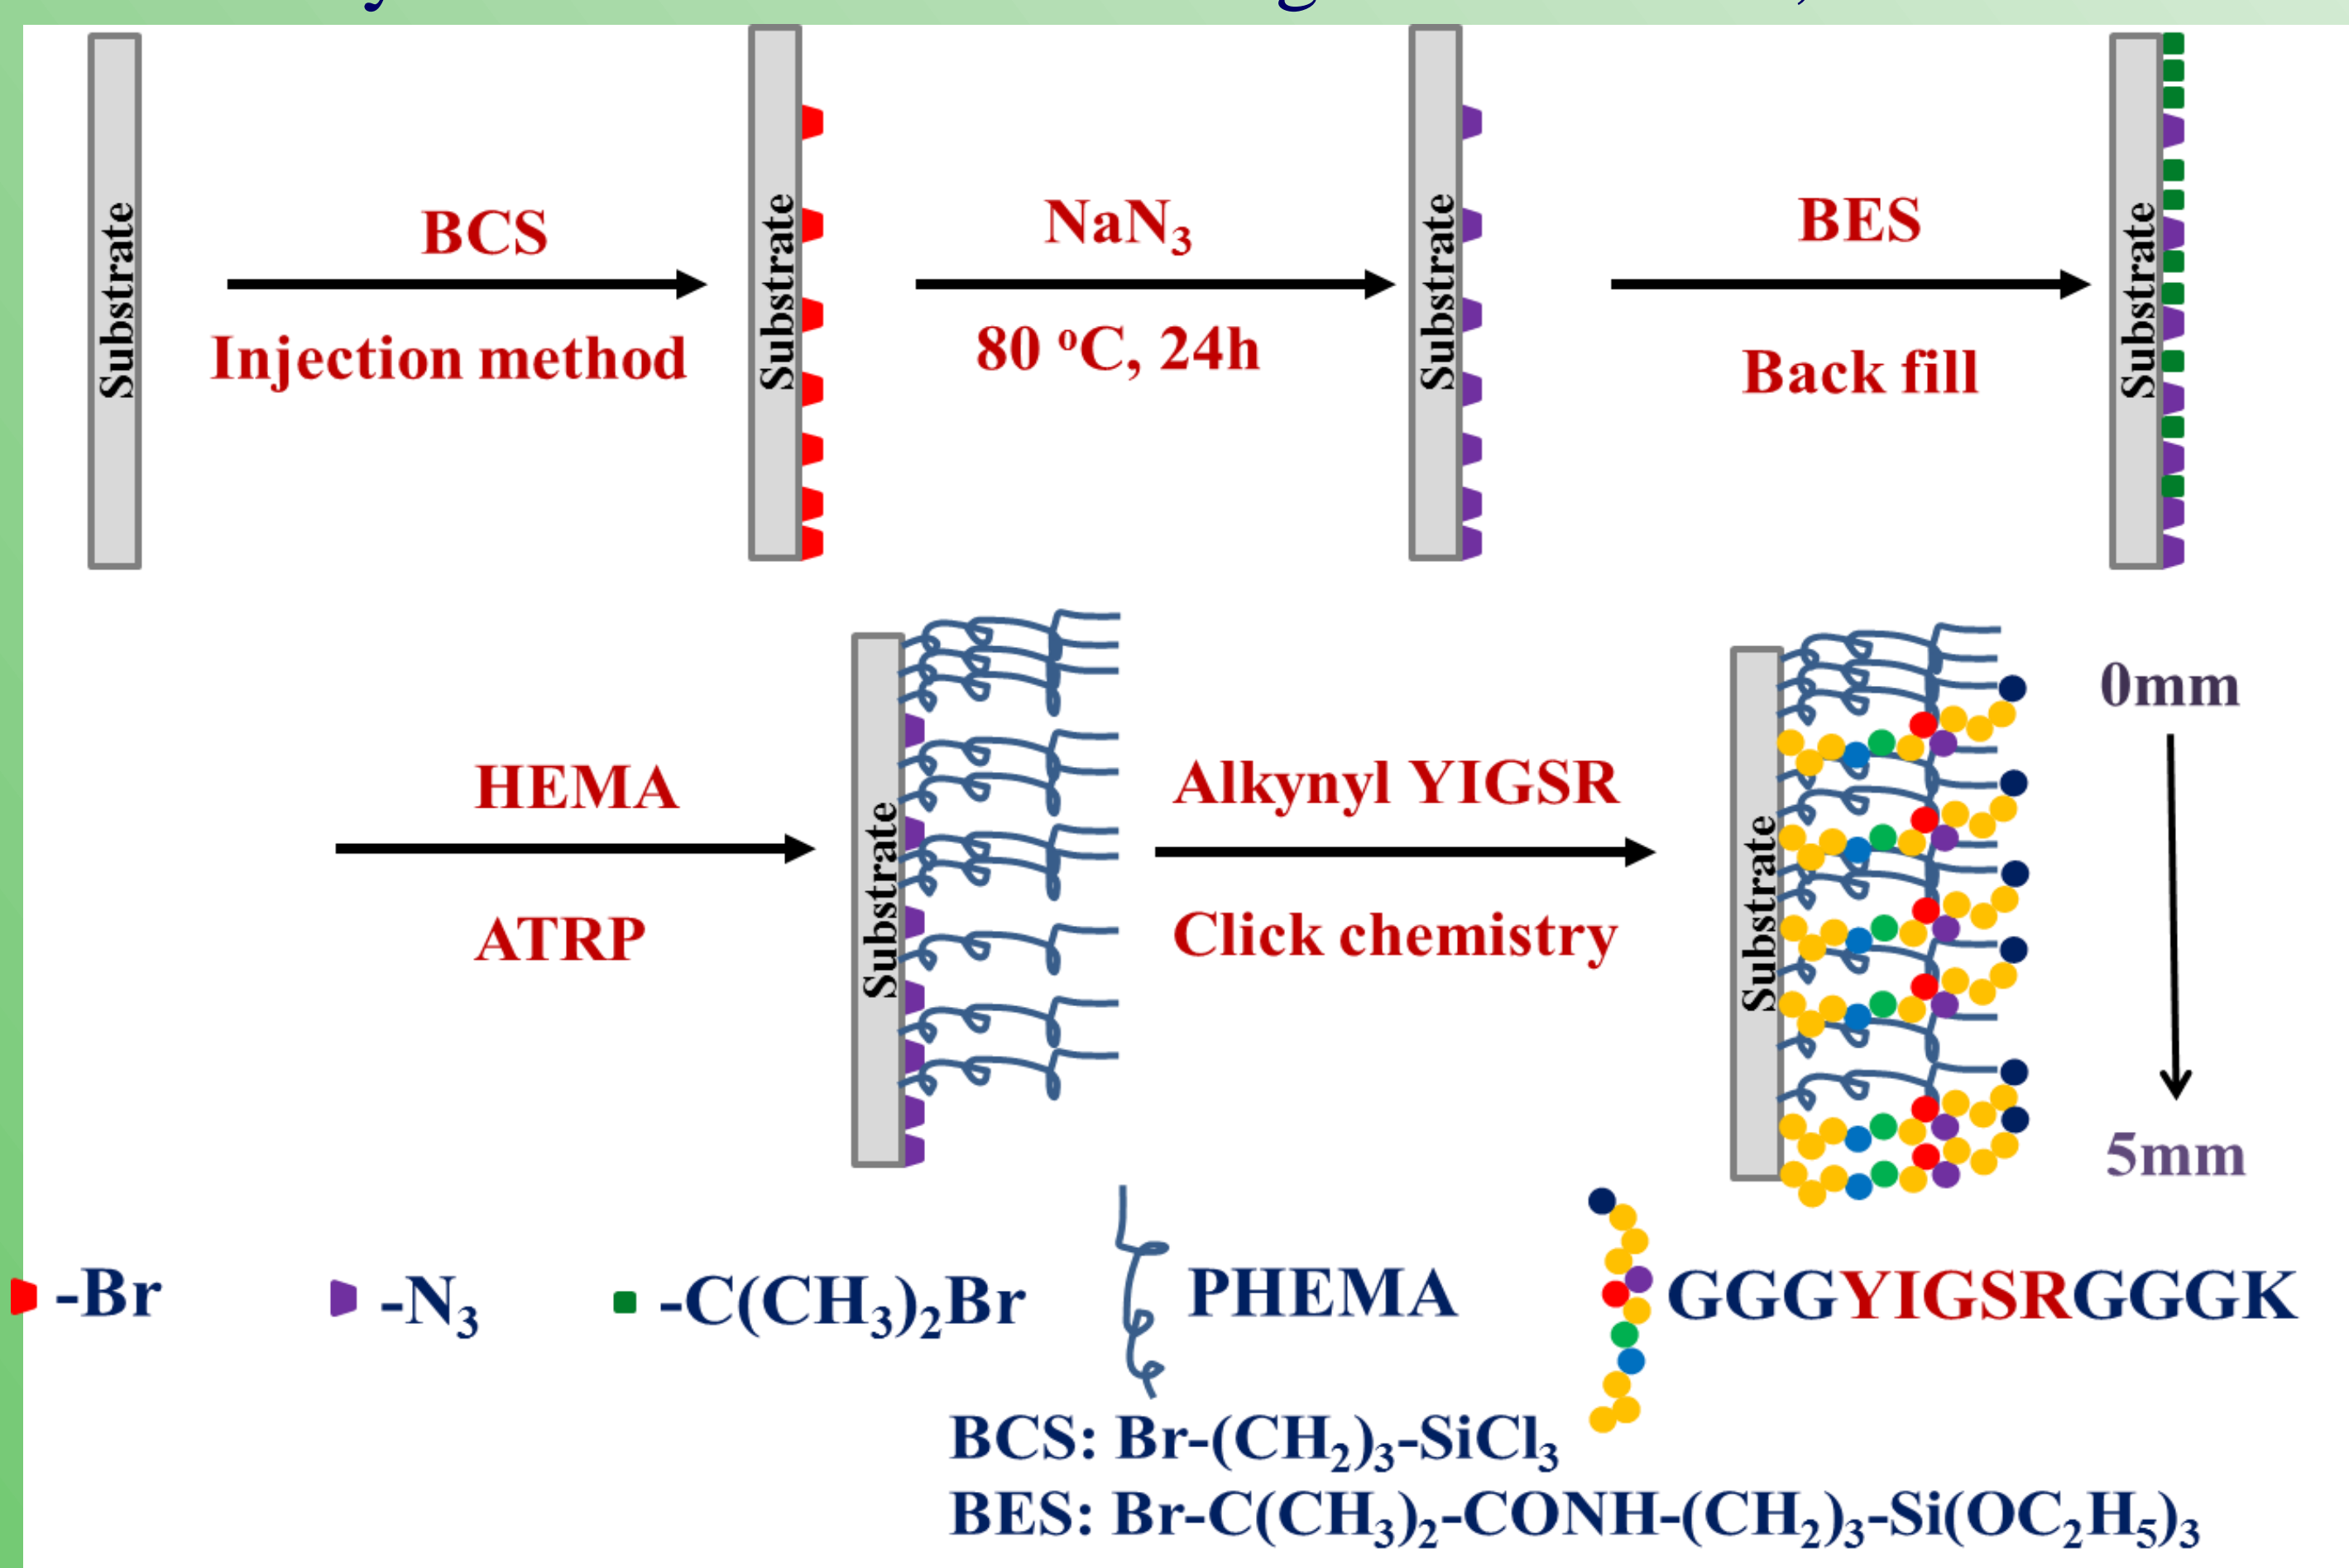 Substrate
BCS
Injection method
Substrate
NaN₃
80 ºC, 24h
Substrate
BES
Back fill
Substrate
HEMA
ATRP
Substrate
Alkynyl YIGSR
Click chemistry
Substrate
0mm
5mm
-Br
-N₃
-C(CH₃)₂Br
PHEMA
GGGYIGSRGGGK
BCS: Br-(CH₂)₃-SiCl₃
BES: Br-C(CH₃)₂-CONH-(CH₂)₃-Si(OC₂H₅)₃